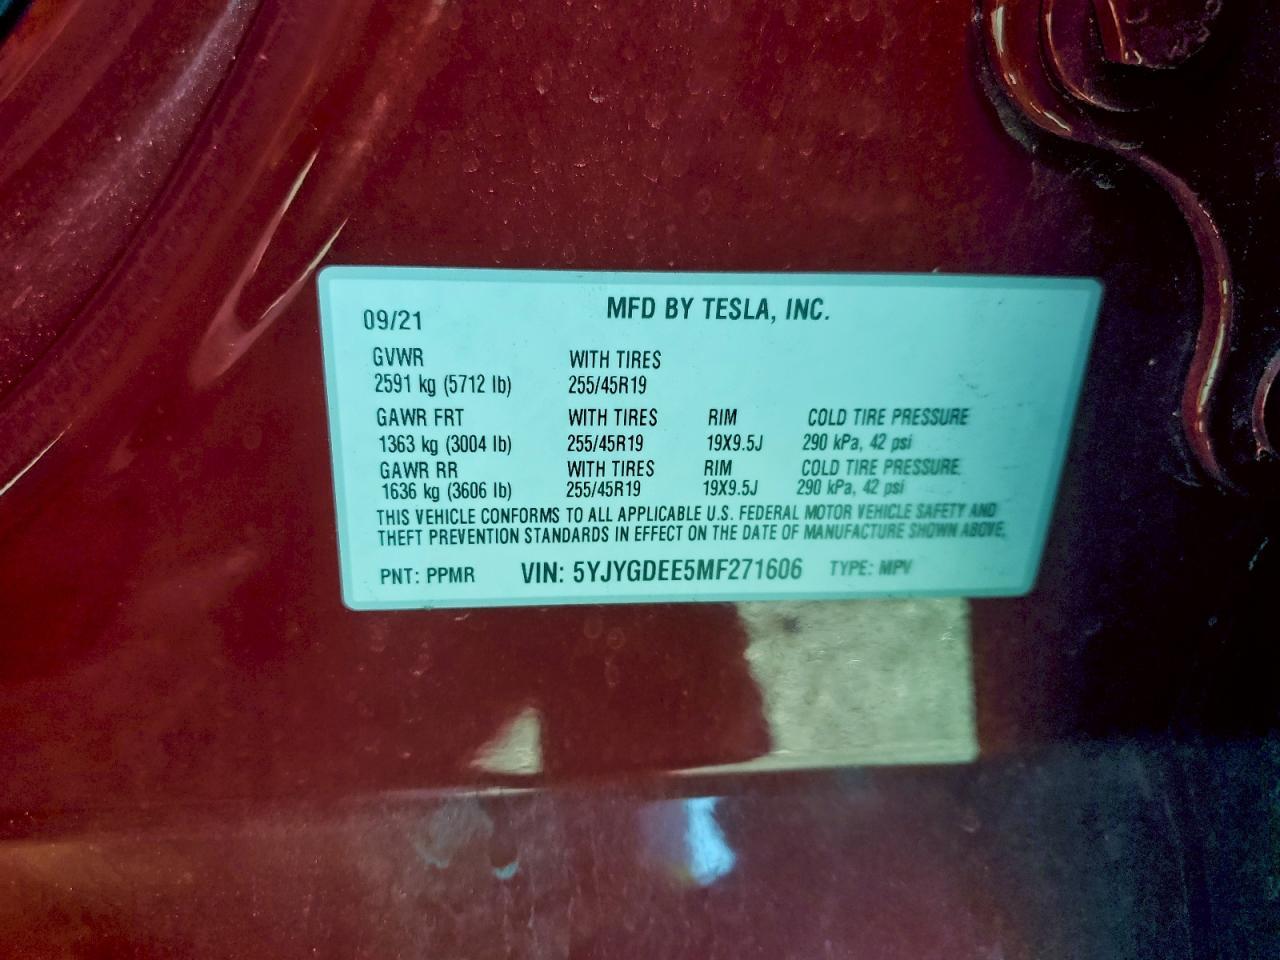 MFD BY TESLA, INC.
09/21
GVWR WITH TIRES
2591 kg (5712 lb) 255/45R19
GAWR FRT WITH TIRES RIM COLD TIRE PRESSURE
1363 kg (3004 lb) 255/45R19 19X9.5J 290 kPa, 42 psi
GAWR RR WITH TIRES RIM COLD TIRE PRESSURE
1636 kg (3606 lb) 255/45R19 19X9.5J 290 kPa, 42 psi
THIS VEHICLE CONFORMS TO ALL APPLICABLE U.S. FEDERAL MOTOR VEHICLE SAFETY AND
THEFT PREVENTION STANDARDS IN EFFECT ON THE DATE OF MANUFACTURE SHOWN ABOVE.
PNT: PPMR VIN: 5YJYGDEE5MF271606 TYPE: MPV